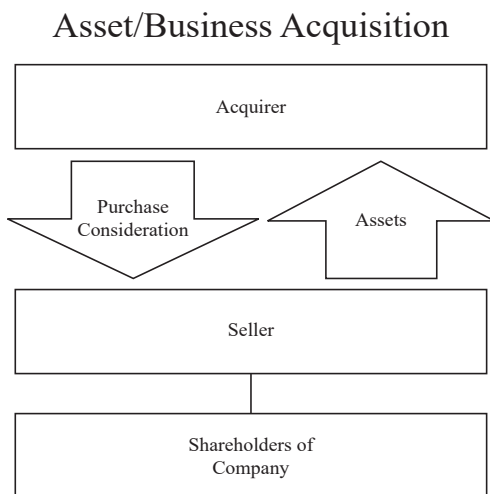 Asset/Business Acquisition
Acquirer
Purchase
Consideration
Assets
Seller
Shareholders of
Company